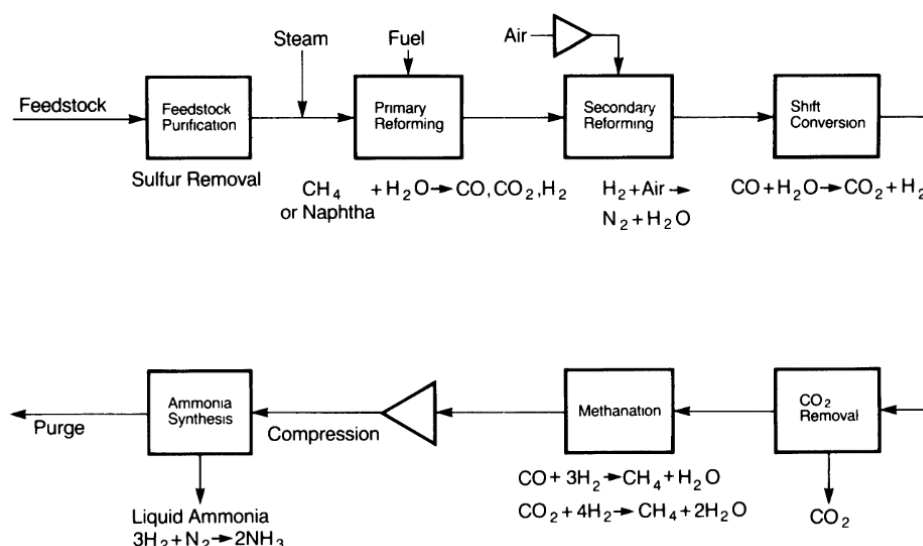 Steam
Fuel
Air
Feedstock
Feedstock
Purification
Primary
Reforming
Secondary
Reforming
Shift
Conversion
Sulfur Removal
CH₄ + H₂O→CO, CO₂, H₂
or Naphtha
H₂ + Air→
N₂ + H₂O
CO + H₂O→CO₂ + H₂
Ammonia
Synthesis
Purge
Compression
Methanation
CO₂
Removal
CO + 3H₂→CH₄ + H₂O
CO₂ + 4H₂→CH₄ + 2H₂O
CO₂
Liquid Ammonia
3H₂ + N₂→2NH₃